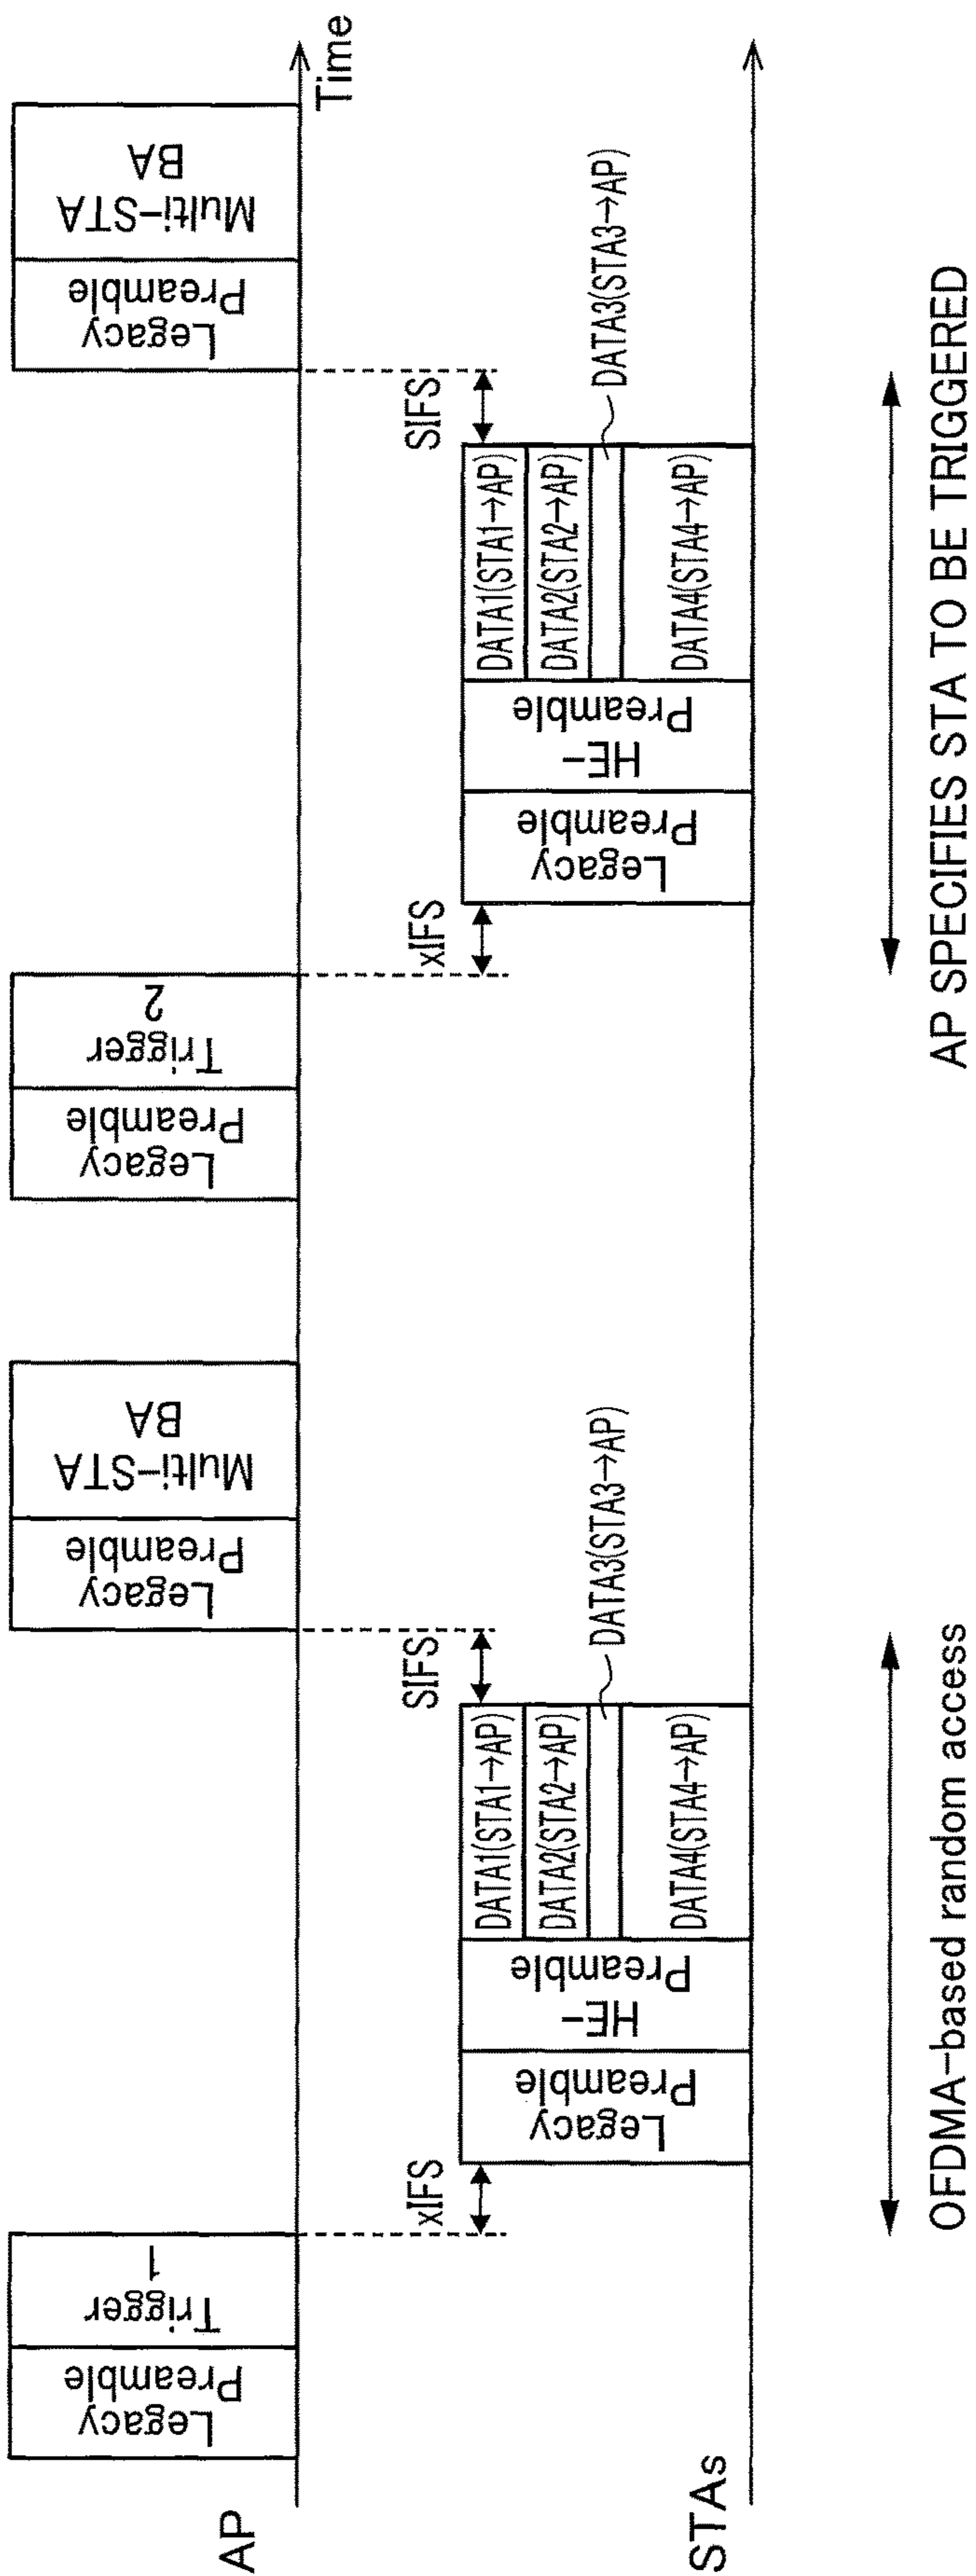 AP
Legacy
Preamble
Trigger
1
Legacy
Preamble
Multi-STA
BA
Legacy
Preamble
Trigger
2
Legacy
Preamble
Multi-STA
BA
Time
xIFS
SIFS
xIFS
SIFS
STAs
Legacy
Preamble
HE-
Preamble
DATA1(STA1→AP)
DATA2(STA2→AP)
DATA3(STA3→AP)
DATA4(STA4→AP)
Legacy
Preamble
HE-
Preamble
DATA1(STA1→AP)
DATA2(STA2→AP)
DATA3(STA3→AP)
DATA4(STA4→AP)
OFDMA-based random access
AP SPECIFIES STA TO BE TRIGGERED